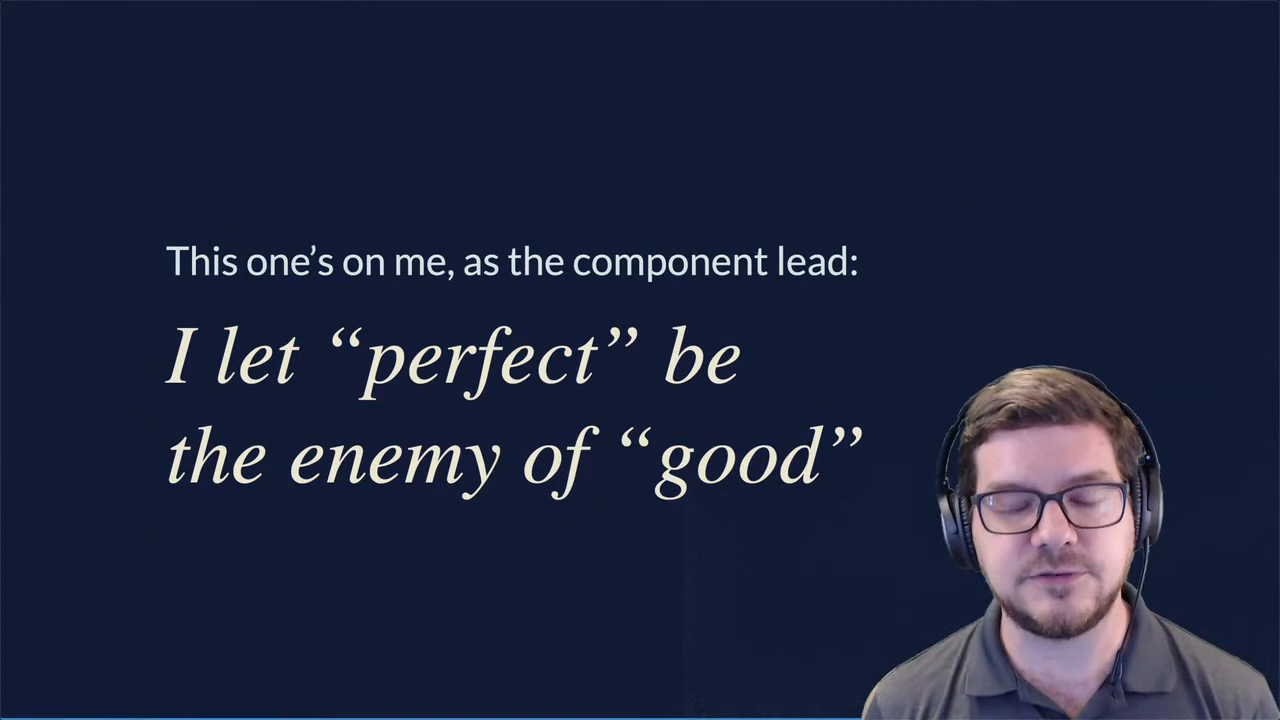 This one’s on me, as the component lead:
I let “perfect” be
the enemy of “good”